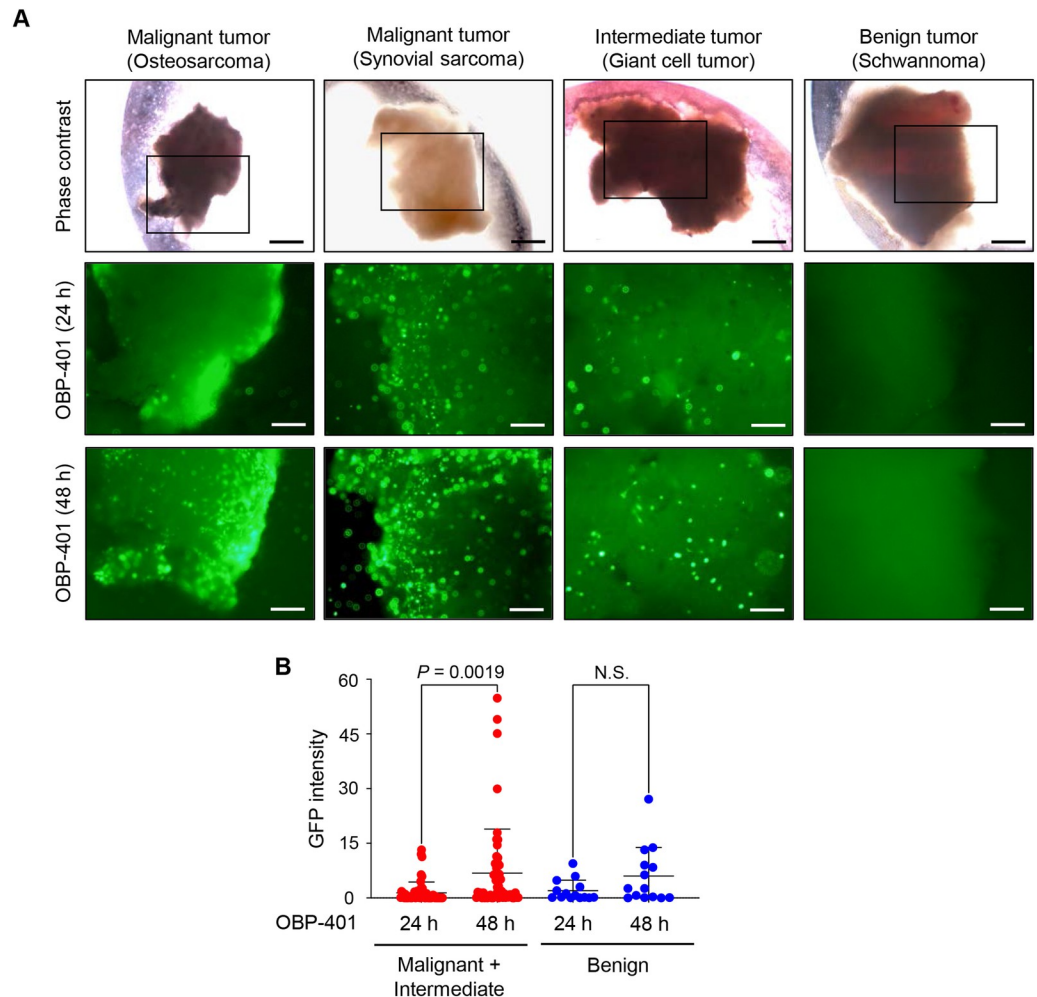 A
Malignant tumor
(Osteosarcoma)
Malignant tumor
(Synovial sarcoma)
Intermediate tumor
(Giant cell tumor)
Benign tumor
(Schwannoma)
Phase contrast
OBP-401 (24 h)
OBP-401 (48 h)
B
P = 0.0019
N.S.
GFP intensity
60
45
30
15
0
OBP-401
24 h
48 h
24 h
48 h
Malignant +
Intermediate
Benign